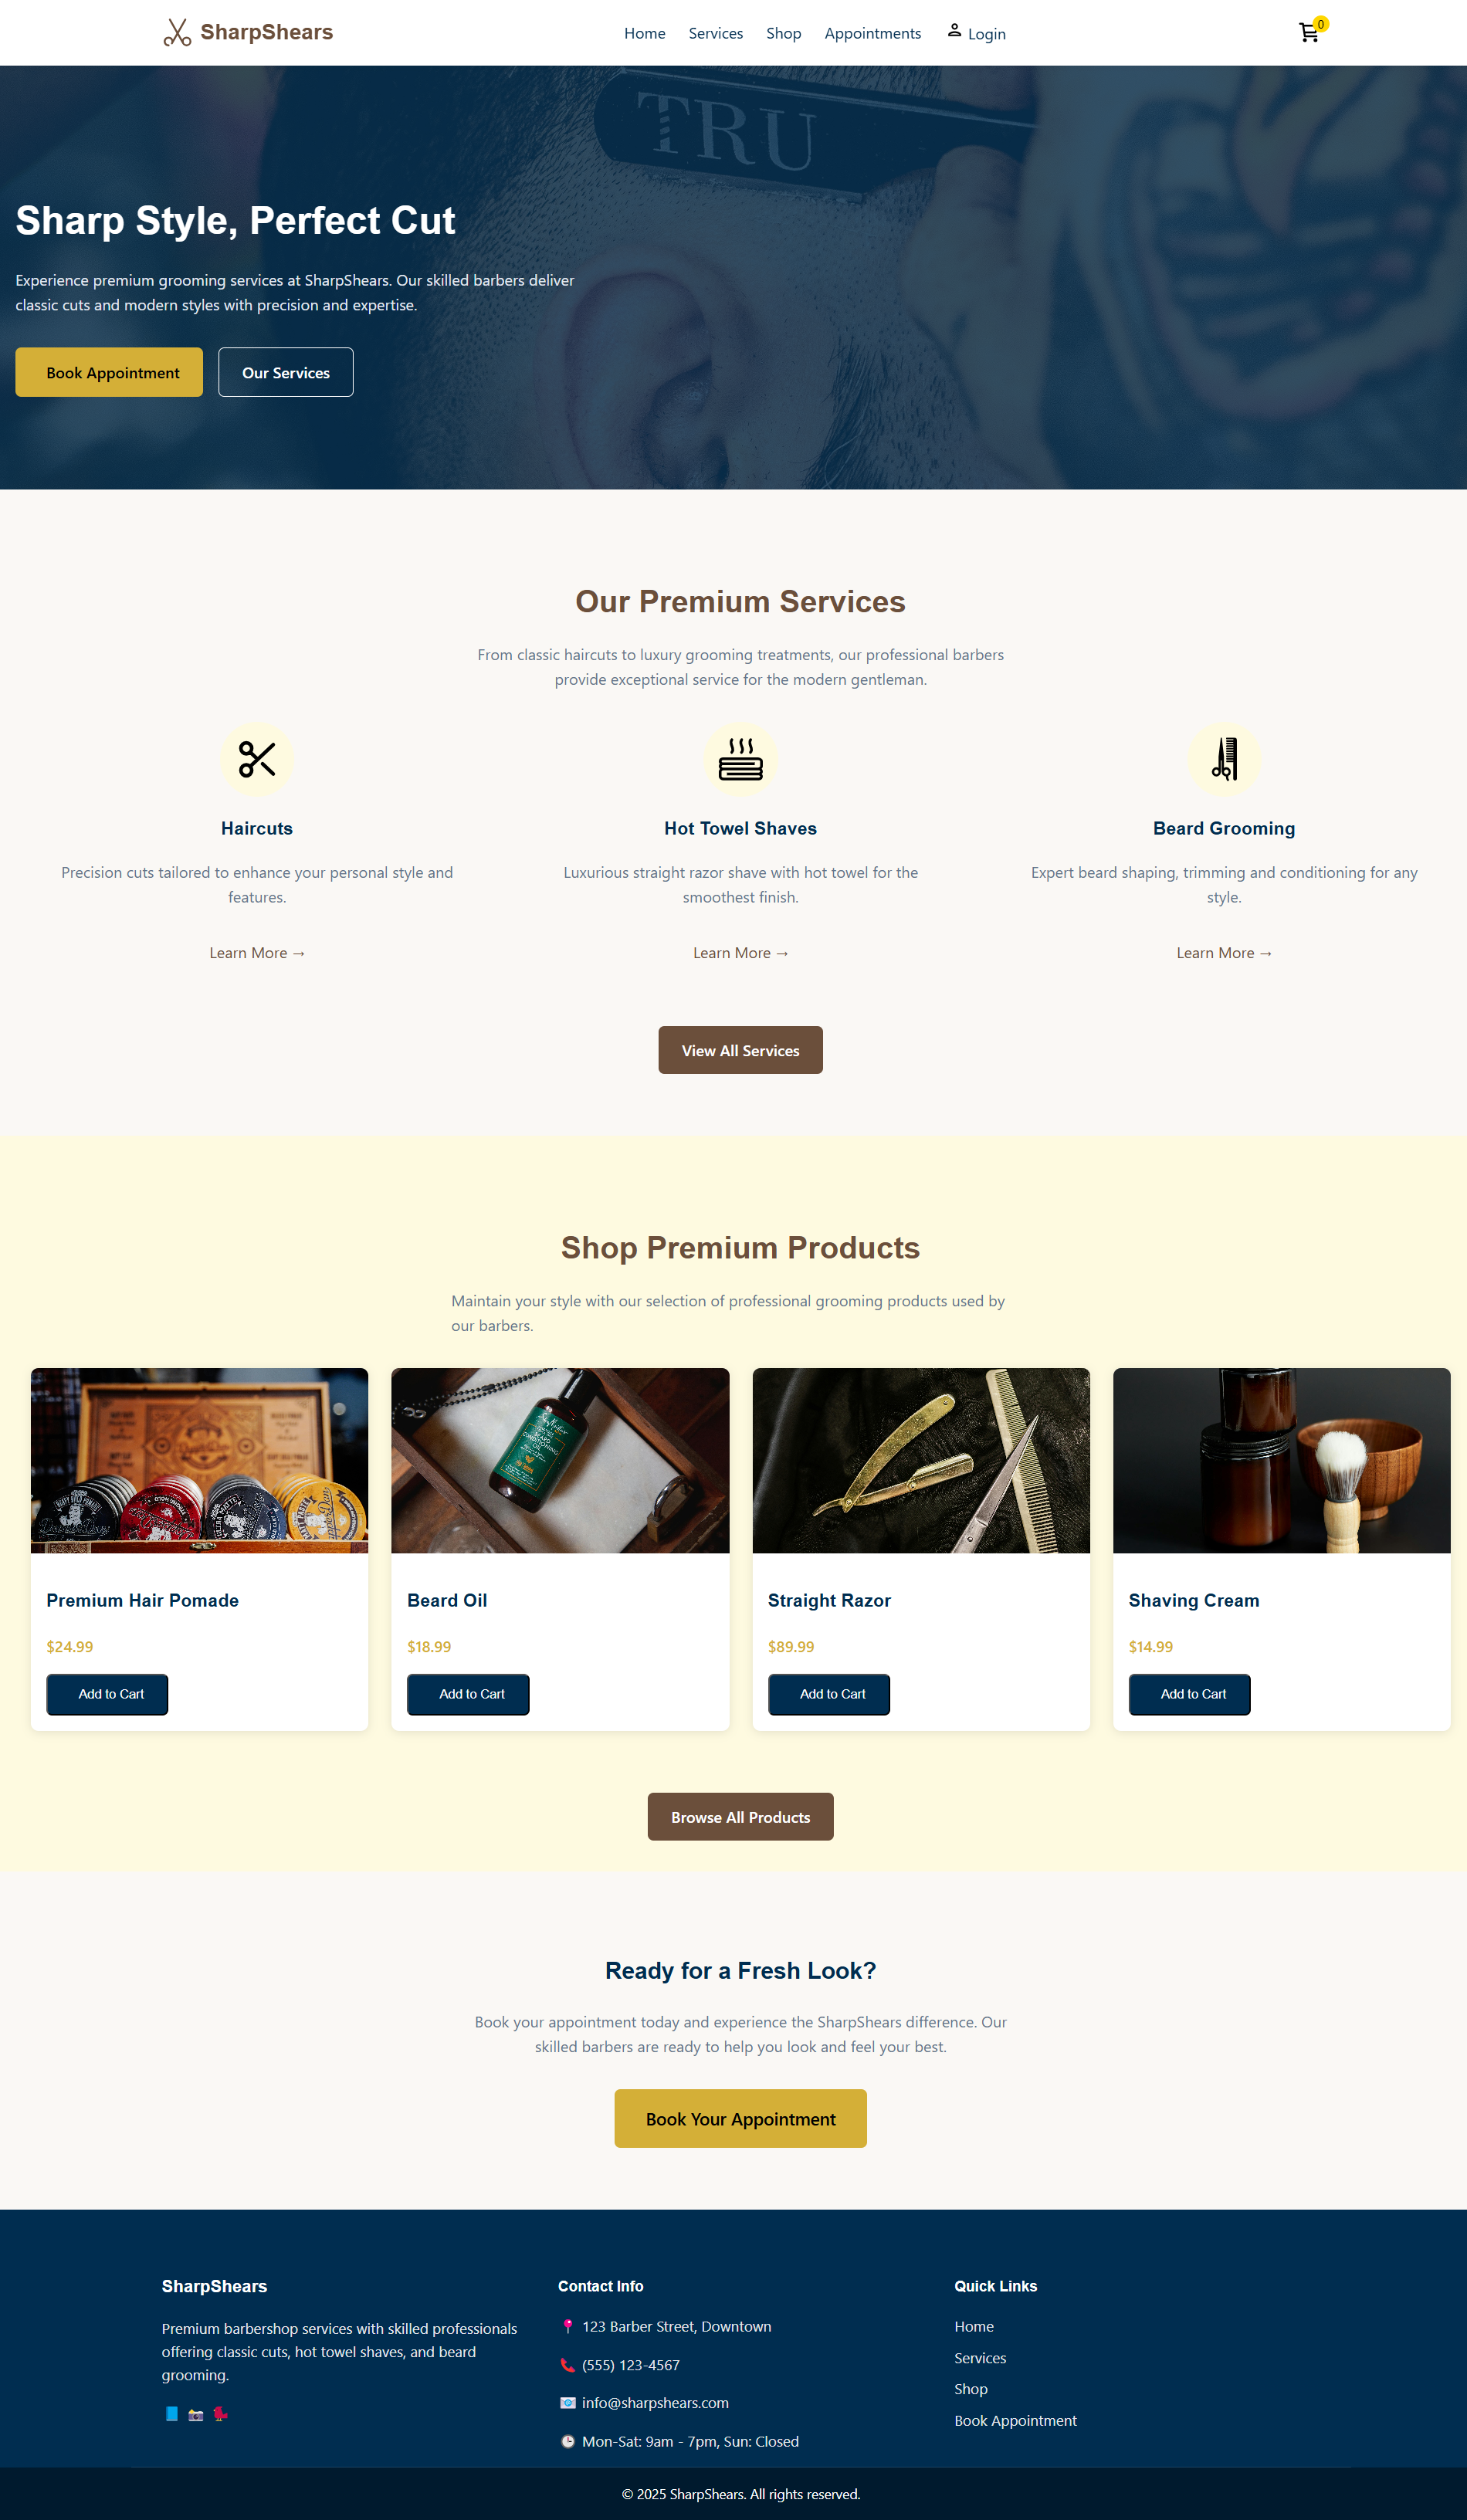 SharpShears
Home Services Shop Appointments Login
0
TRU
Sharp Style, Perfect Cut
Experience premium grooming services at SharpShears. Our skilled barbers deliver
classic cuts and modern styles with precision and expertise.
Book Appointment Our Services
Our Premium Services
From classic haircuts to luxury grooming treatments, our professional barbers
provide exceptional service for the modern gentleman.
Haircuts
Precision cuts tailored to enhance your personal style and
features.
Learn More →
Hot Towel Shaves
Luxurious straight razor shave with hot towel for the
smoothest finish.
Learn More →
Beard Grooming
Expert beard shaping, trimming and conditioning for any
style.
Learn More →
View All Services
Shop Premium Products
Maintain your style with our selection of professional grooming products used by
our barbers.
BEARD
CONDITIONING
OIL
Premium Hair Pomade
$24.99
Add to Cart
Beard Oil
$18.99
Add to Cart
Straight Razor
$89.99
Add to Cart
Shaving Cream
$14.99
Add to Cart
Browse All Products
Ready for a Fresh Look?
Book your appointment today and experience the SharpShears difference. Our
skilled barbers are ready to help you look and feel your best.
Book Your Appointment
SharpShears
Premium barbershop services with skilled professionals
offering classic cuts, hot towel shaves, and beard
grooming.
Contact Info
123 Barber Street, Downtown
(555) 123-4567
info@sharpshears.com
Mon-Sat: 9am - 7pm, Sun: Closed
Quick Links
Home
Services
Shop
Book Appointment
© 2025 SharpShears. All rights reserved.